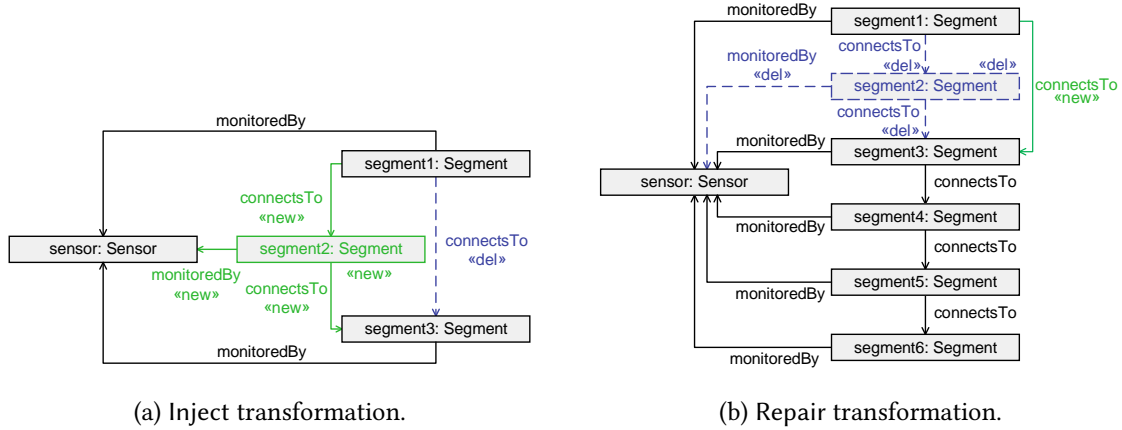 monitoredBy
segment1: Segment
connectsTo
«new»
connectsTo
«del»
sensor: Sensor
segment2: Segment
«new»
monitoredBy
«new»
connectsTo
«new»
segment3: Segment
monitoredBy
(a) Inject transformation.
monitoredBy
segment1: Segment
connectsTo
«del»
«del»
monitoredBy
«del»
segment2: Segment
connectsTo
«new»
connectsTo
«del»
monitoredBy
segment3: Segment
sensor: Sensor
connectsTo
segment4: Segment
monitoredBy
connectsTo
segment5: Segment
monitoredBy
connectsTo
segment6: Segment
monitoredBy
(b) Repair transformation.